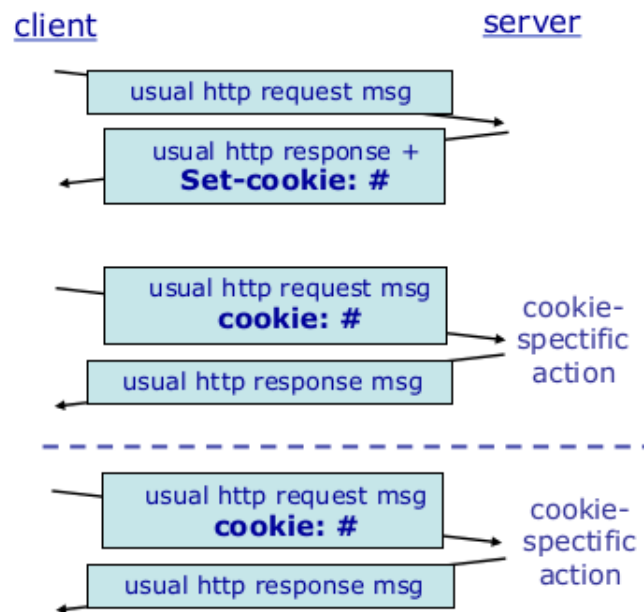 client
server
usual http request msg
usual http response +
Set-cookie: #
usual http request msg
cookie: #
cookie-
spectific
action
usual http response msg
usual http request msg
cookie: #
cookie-
spectific
action
usual http response msg